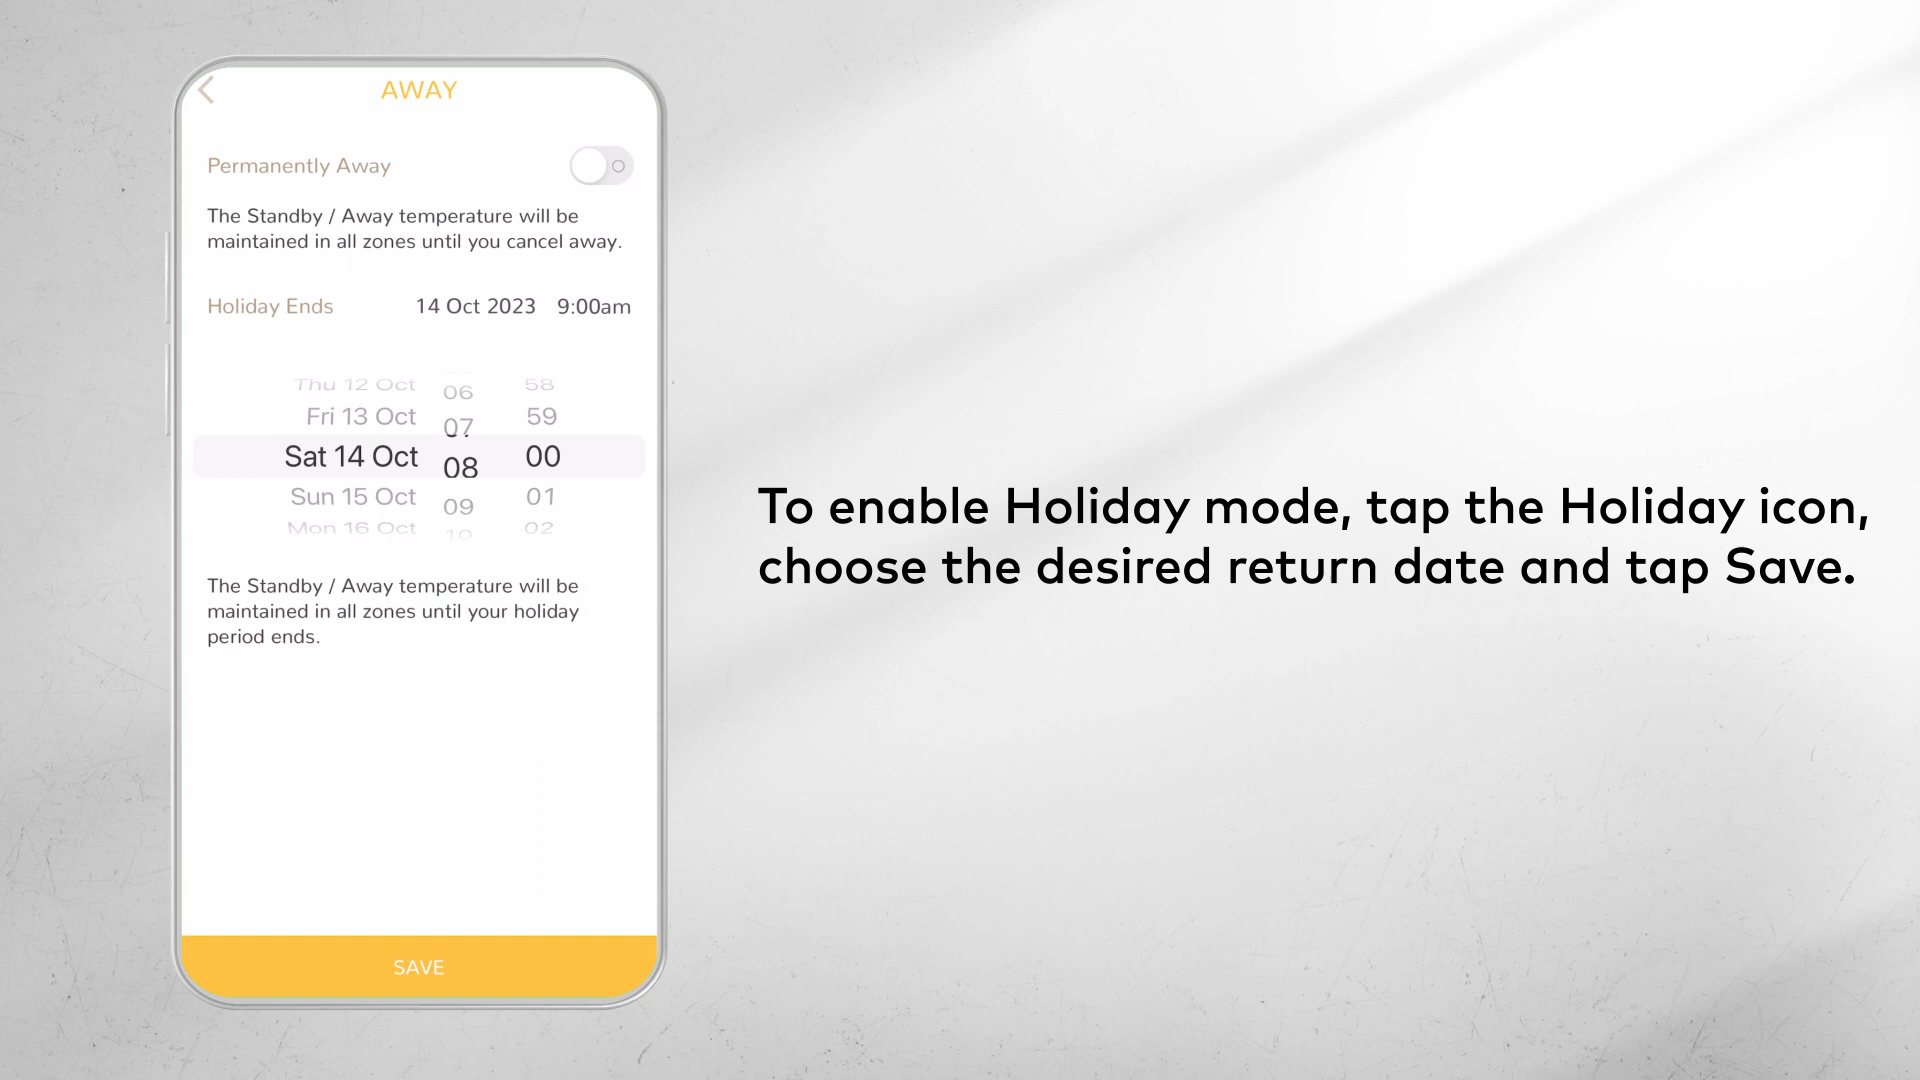 AWAY
Permanently Away
The Standby / Away temperature will be
maintained in all zones until you cancel away.
Holiday Ends 14 Oct 2023 9:00am
Thu 12 Oct 06 58
Fri 13 Oct 07 59
Sat 14 Oct 08 00
Sun 15 Oct 09 01
Mon 16 Oct 10 02
The Standby / Away temperature will be
maintained in all zones until your holiday
period ends.
SAVE
To enable Holiday mode, tap the Holiday icon,
choose the desired return date and tap Save.